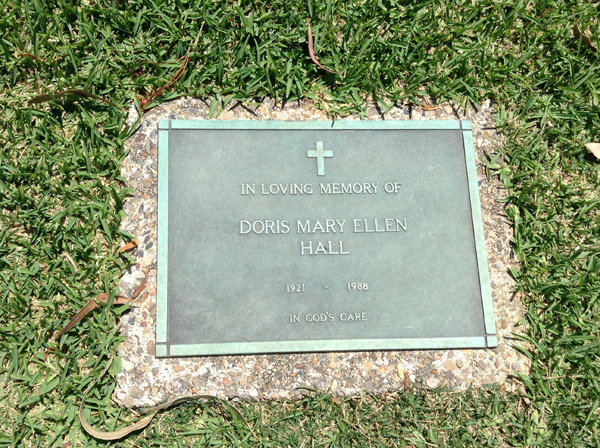 IN LOVING MEMORY OF
DORIS MARY ELLEN
HALL
1921 - 1988
IN GOD'S CARE